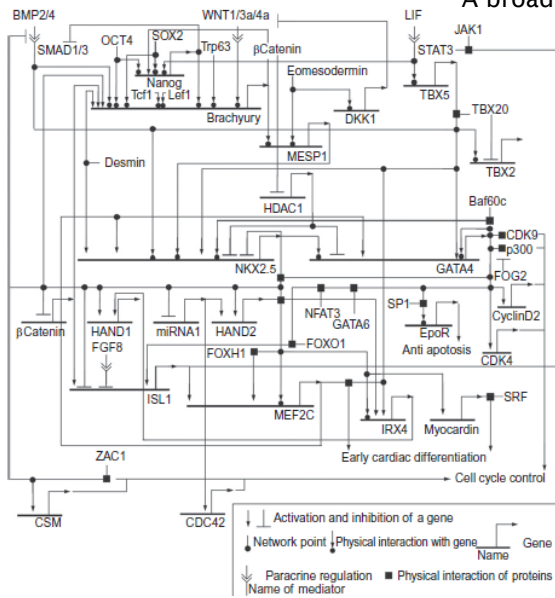 A broad
BMP2/4
WNT1/3a/4a
LIF
JAK1
SMAD1/3
OCT4
SOX2
Trp63
βCatenin
STAT3
Nanog
Eomesodermin
Tcf1
Lef1
TBX5
Brachyury
DKK1
TBX20
MESP1
TBX2
Desmin
HDAC1
Baf60c
CDK9
p300
NKX2.5
GATA4
FOG2
SP1
NFAT3
βCatenin
HAND1
miRNA1
HAND2
GATA6
EpoR
CyclinD2
FGF8
FOXO1
Anti apotosis
FOXH1
CDK4
ISL1
MEF2C
SRF
IRX4
Myocardin
Early cardiac differentiation
ZAC1
Cell cycle control
CSM
CDC42
Activation and inhibition of a gene
Network point
Physical interaction with gene
Gene
Name
Paracrine regulation
Physical interaction of proteins
Name of mediator